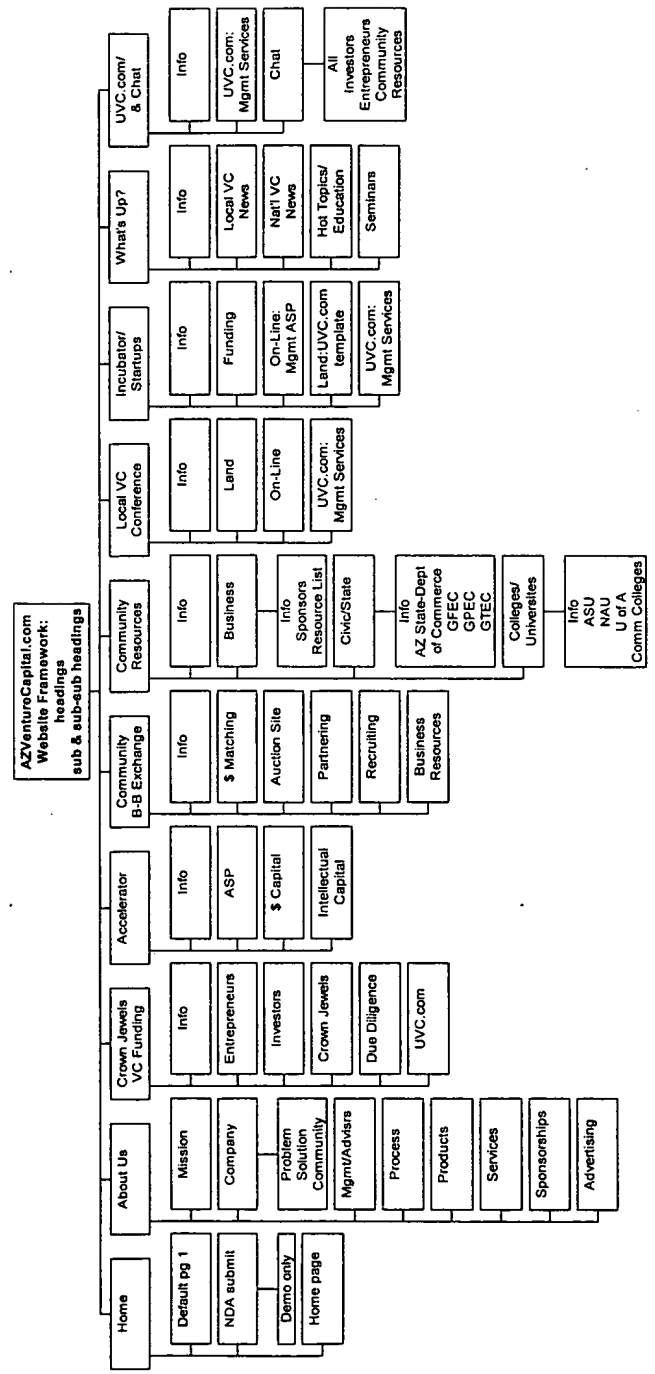 AZVenturoCapital.com
Website Framework:
headings
sub & sub-sub headings
Home
Default pg 1
NDA submit
Demo only
Home page
About Us
Mission
Company
Problem
Solution
Community
Mgmt/Advisrs
Process
Products
Services
Sponsorships
Advertising
Crown Jewels
VC Funding
Info
Entrepreneurs
Investors
Crown Jewels
Due Diligence
UVC.com
Accelerator
Info
ASP
$ Capital
Intellectual
Capital
Community
B-B Exchange
Info
$ Matching
Auction Site
Partnering
Recruiting
Business
Resources
Community
Resources
Info
Business
Info
Sponsors
Resource List
Civic/State
Info
AZ State-Dept
of Commerce
GFEC
GPEC
GTEC
Colleges/
Universites
Info
ASU
NAU
U of A
Comm Colleges
Local VC
Conference
Info
Land
On-Line
UVC.com:
Mgmt Services
Incubator/
Startups
Info
Funding
On-Line:
Mgmt ASP
Land:UVC.com
template
UVC.com:
Mgmt Services
What's Up?
Info
Local VC
News
Nat'l VC
News
Hot Topics/
Education
Seminars
UVC.com/
& Chat
Info
UVC.com:
Mgmt Services
Chat
All
Investors
Entrepreneurs
Community
Resources